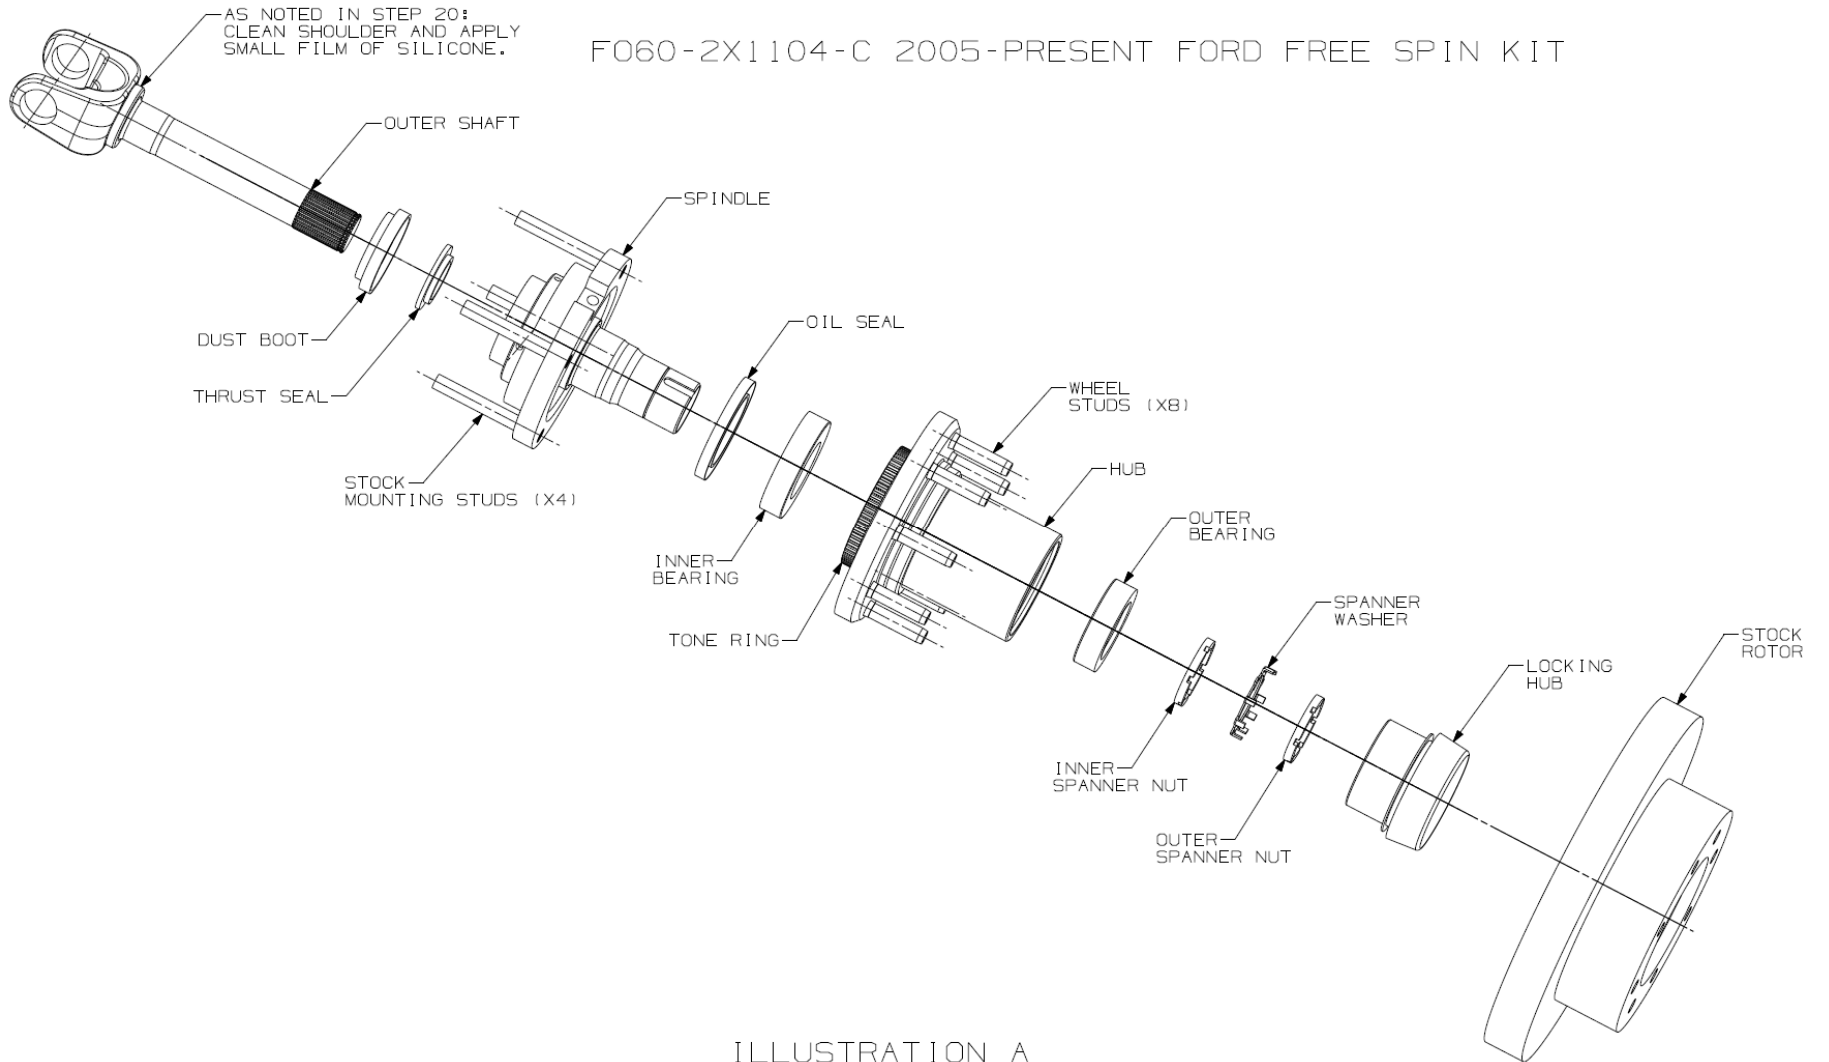 AS NOTED IN STEP 20:
CLEAN SHOULDER AND APPLY
SMALL FILM OF SILICONE.
FO60-2X1104-C 2005-PRESENT FORD FREE SPIN KIT
OUTER SHAFT
SPINDLE
DUST BOOT
OIL SEAL
THRUST SEAL
WHEEL
STUDS (X8)
STOCK
MOUNTING STUDS (X4)
HUB
OUTER
BEARING
INNER
BEARING
SPANNER
WASHER
TONE RING
STOCK
ROTOR
LOCKING
HUB
INNER
SPANNER NUT
OUTER
SPANNER NUT
ILLUSTRATION A